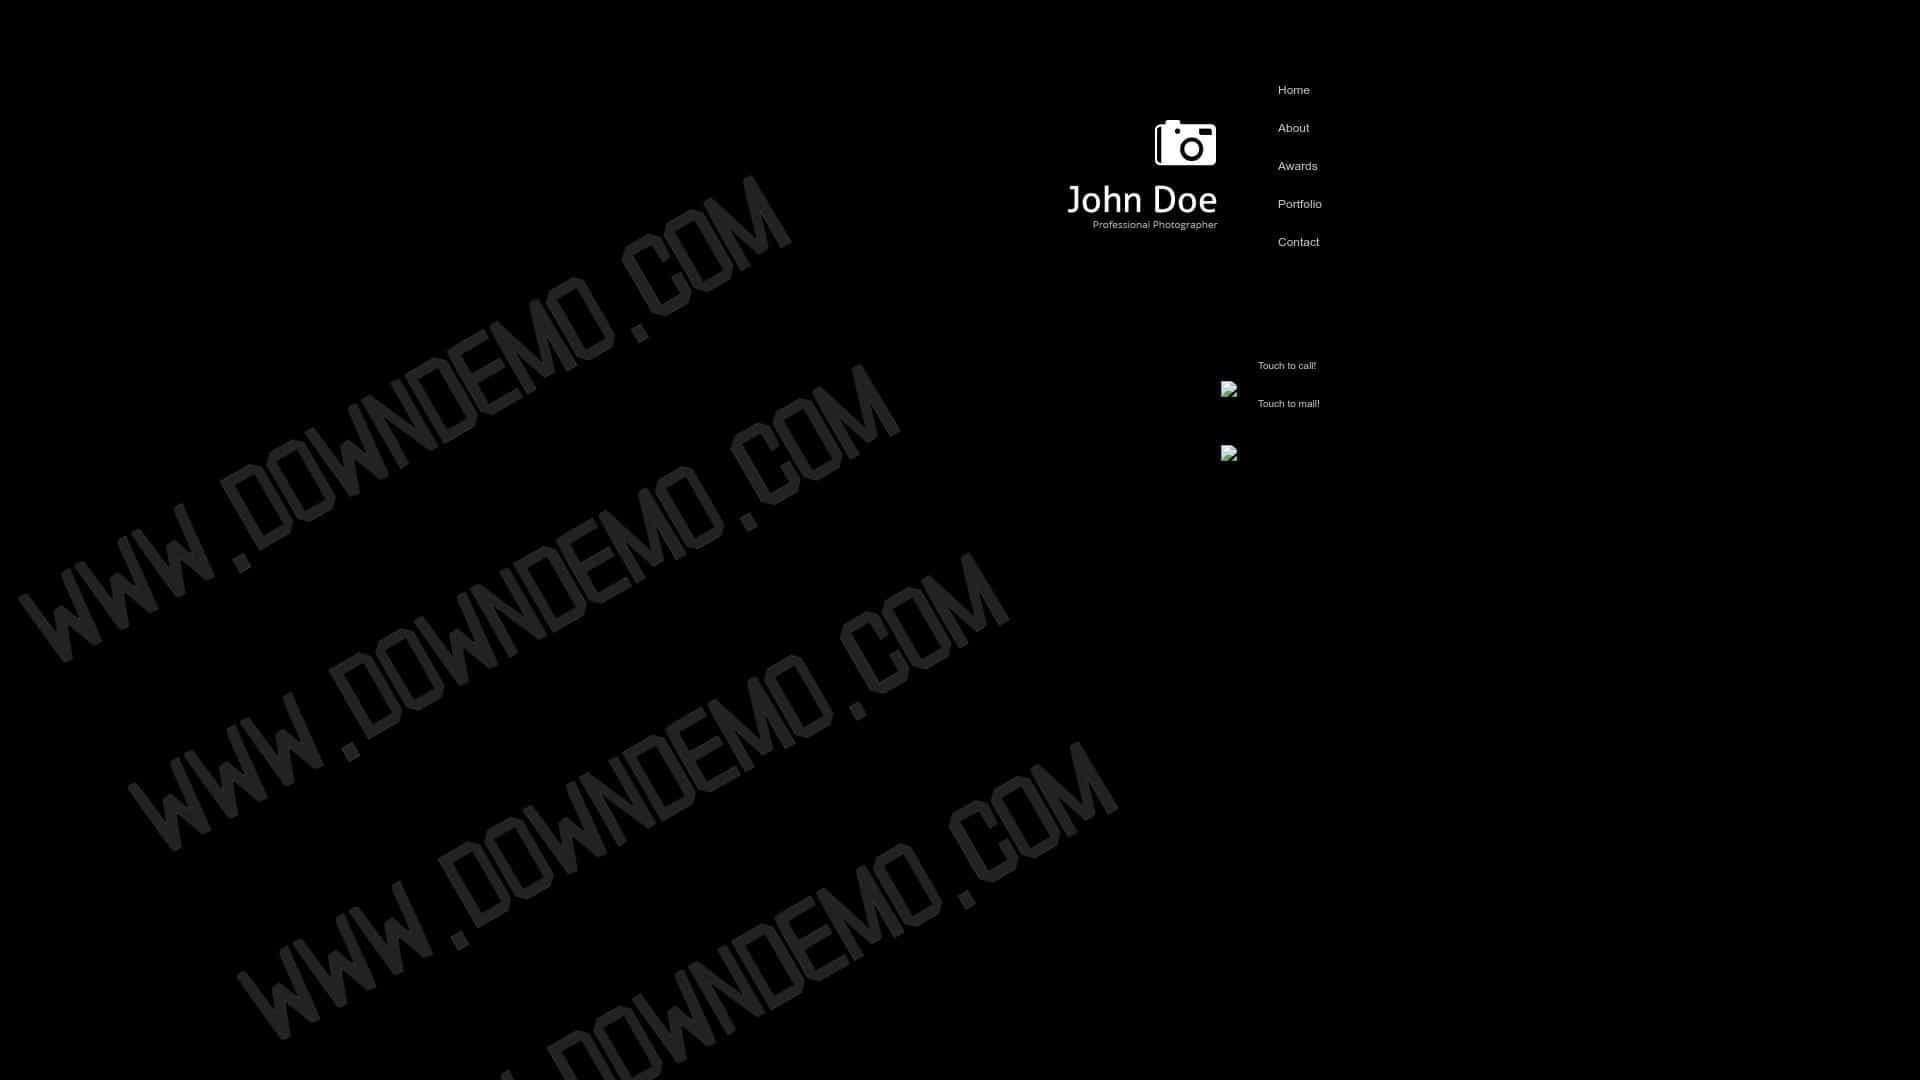 Home
About
Awards
Portfolio
Contact
John Doe
Professional Photographer
Touch to call!
Touch to mail!
WWW.DOWNDEMO.COM
WWW.DOWNDEMO.COM
WWW.DOWNDEMO.COM
.DOWNDEMO.COM